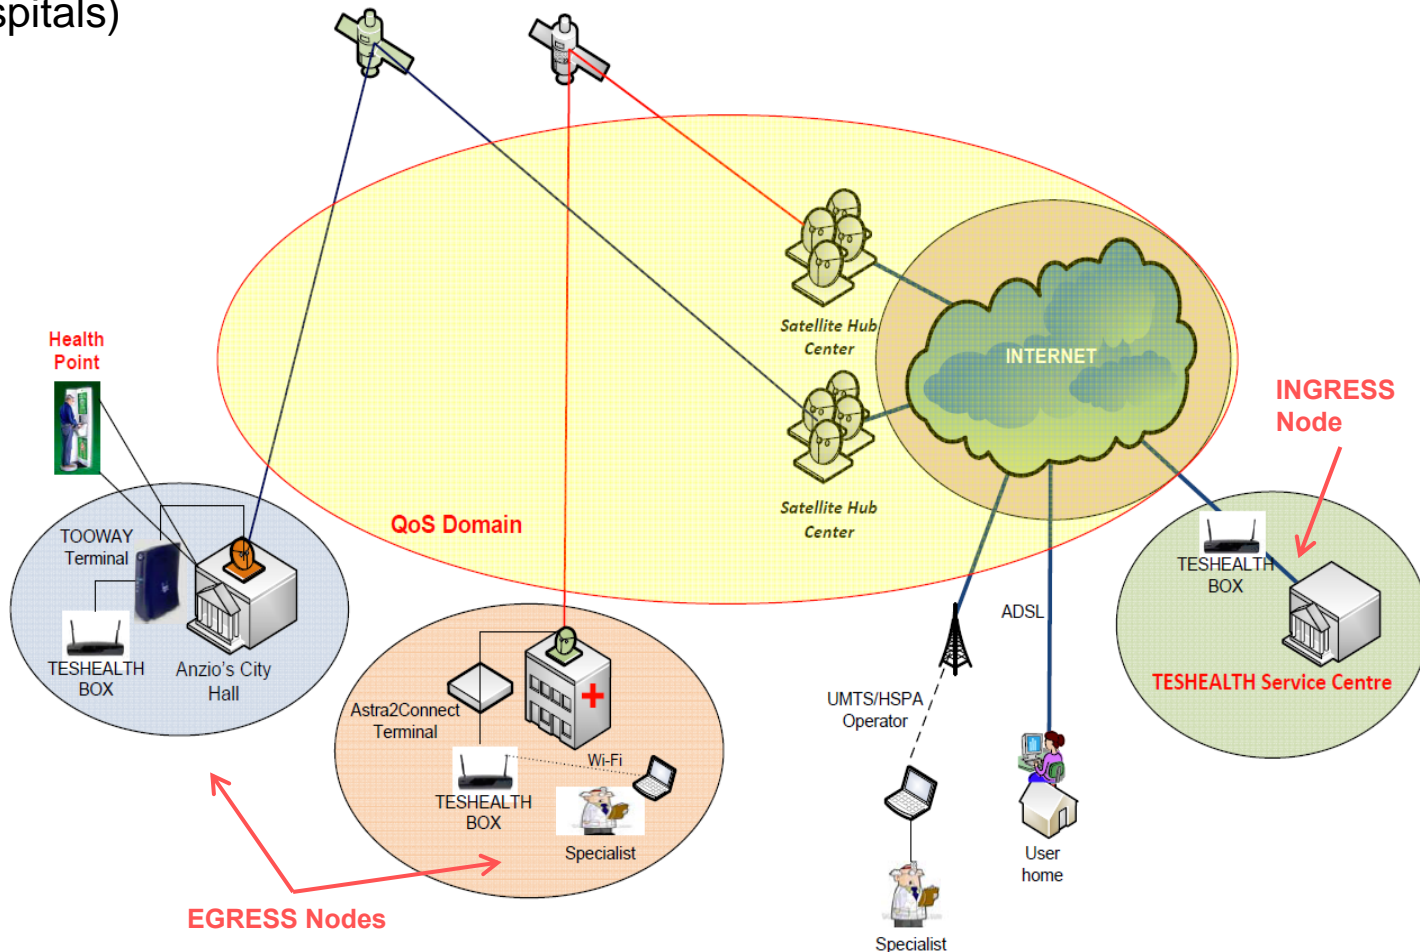 spitals)
Satellite Hub
Center
INTERNET
Health
Point
INGRESS
Node
Satellite Hub
Center
QoS Domain
TOOWAY
Terminal
TESHEALTH
BOX
Anzio's City
Hall
TESHEALTH
BOX
TESHEALTH Service Centre
ADSL
UMTS/HSPA
Operator
Astra2Connect
Terminal
Wi-Fi
TESHEALTH
BOX
Specialist
User
home
EGRESS Nodes
Specialist